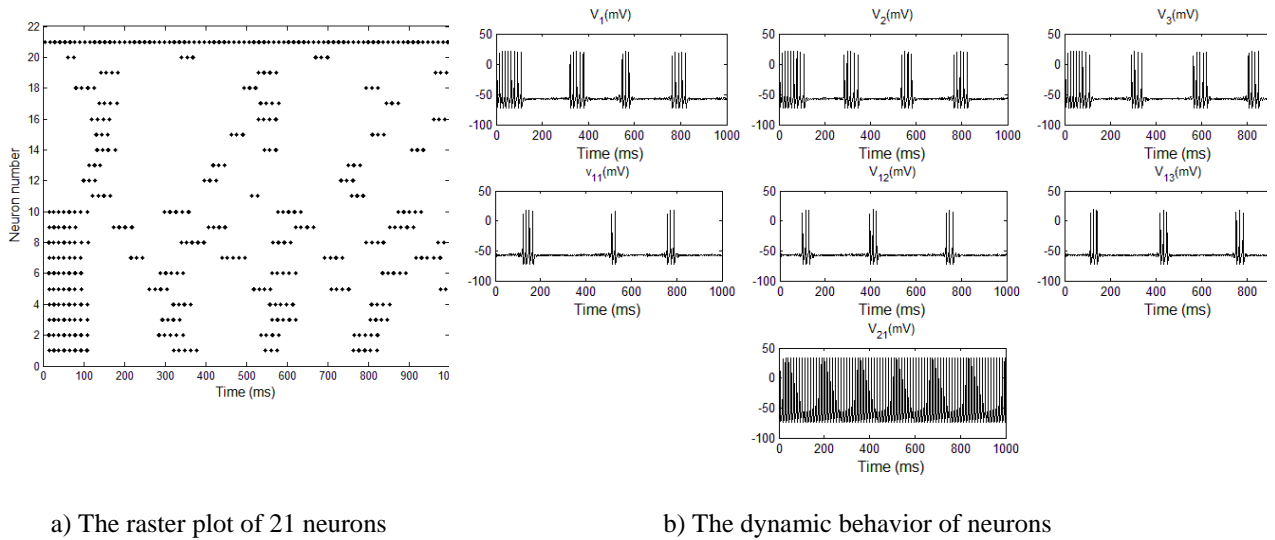 22
20
18
16
14
12
10
8
6
4
2
0
Neuron number
0 100 200 300 400 500 600 700 800 900 10
Time (ms)
V1(mV)
50
0
-50
-100
0 200 400 600 800 1000
Time (ms)
V2(mV)
50
0
-50
-100
0 200 400 600 800 1000
Time (ms)
V3(mV)
50
0
-50
-100
0 200 400 600 800
Time (ms)
v11(mV)
50
0
-50
-100
0 200 400 600 800 1000
Time (ms)
V12(mV)
50
0
-50
-100
0 200 400 600 800 1000
Time (ms)
V13(mV)
50
0
-50
-100
0 200 400 600 800
Time (ms)
V21(mV)
50
0
-50
-100
0 200 400 600 800 1000
Time (ms)
a) The raster plot of 21 neurons
b) The dynamic behavior of neurons